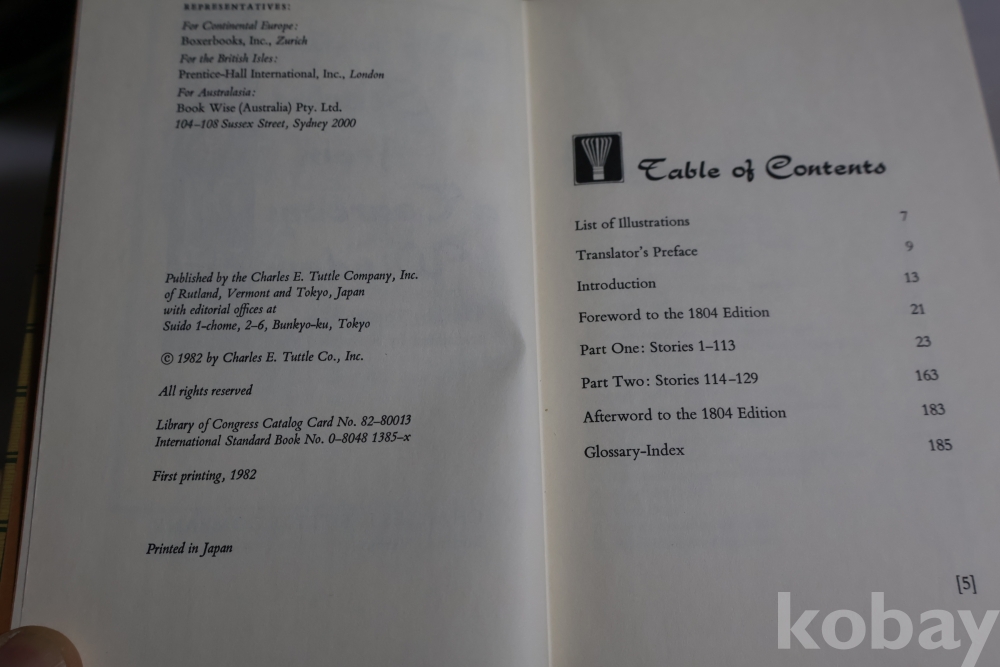 REPRESENTATIVES:
For Continental Europe:
Boxerbooks, Inc., Zurich
For the British Isles:
Prentice-Hall International, Inc., London
For Australasia:
Book Wise (Australia) Pty. Ltd.
104–108 Sussex Street, Sydney 2000
Published by the Charles E. Tuttle Company, Inc.
of Rutland, Vermont and Tokyo, Japan
with editorial offices at
Suido 1-chome, 2–6, Bunkyo-ku, Tokyo
© 1982 by Charles E. Tuttle Co., Inc.
All rights reserved
Library of Congress Catalog Card No. 82–80013
International Standard Book No. 0–8048 1385–x
First printing, 1982
Printed in Japan
Table of Contents
List of Illustrations 7
Translator's Preface 9
Introduction 13
Foreword to the 1804 Edition 21
Part One: Stories 1–113 23
Part Two: Stories 114–129 163
Afterword to the 1804 Edition 183
Glossary-Index 185
[5]
kobay